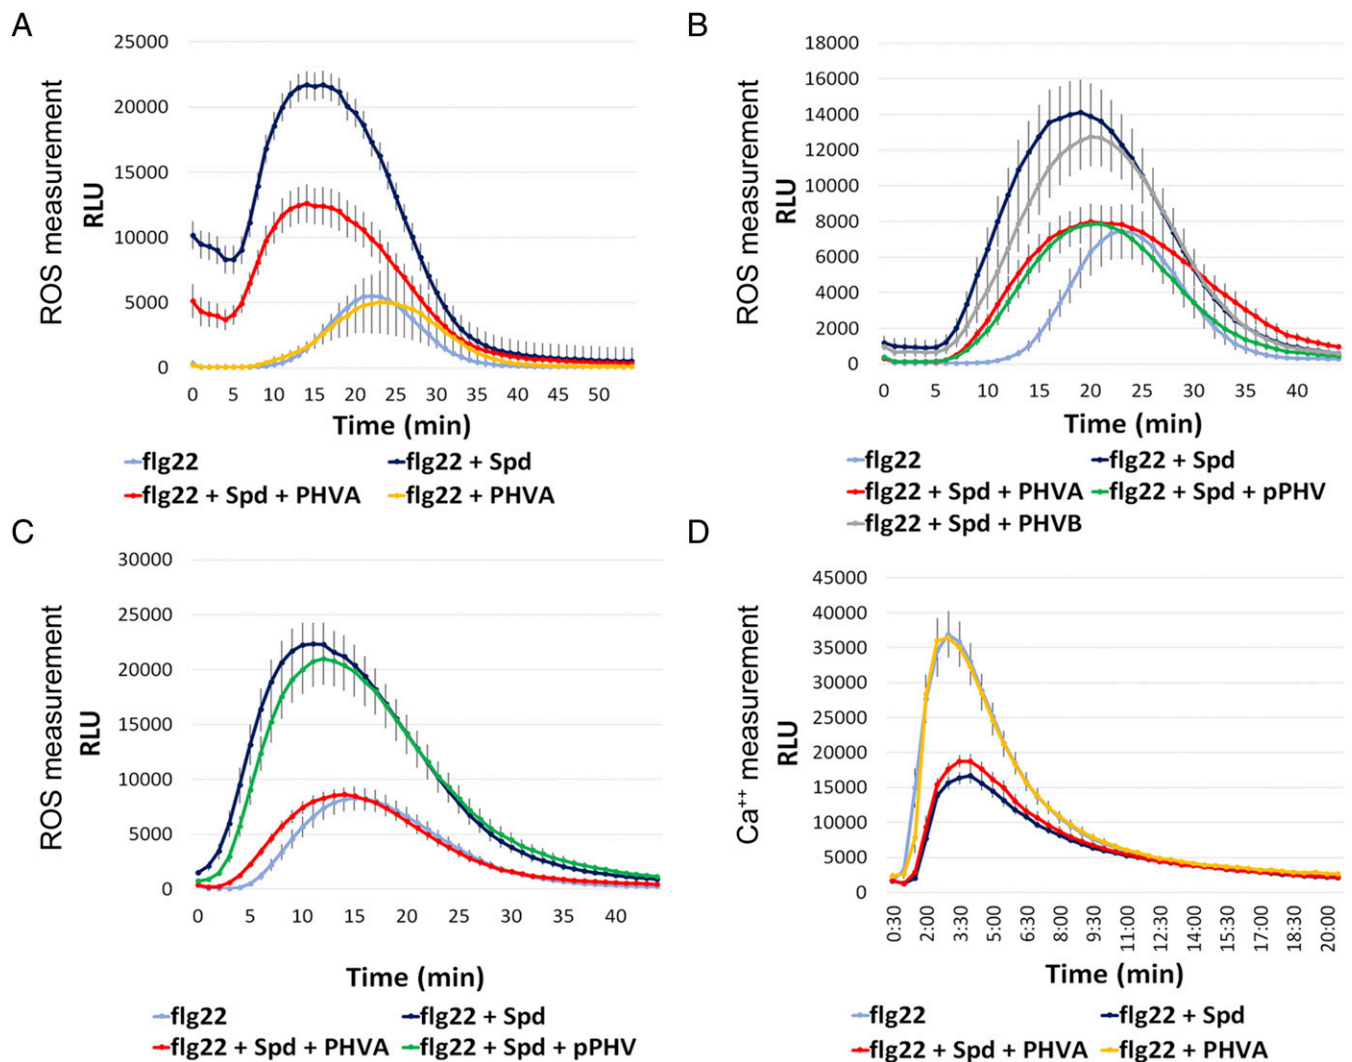 A
ROS measurement
RLU
25000
20000
15000
10000
5000
0
0 5 10 15 20 25 30 35 40 45 50
Time (min)
flg22 flg22 + Spd
flg22 + Spd + PHVA flg22 + PHVA
B
ROS measurement
RLU
18000
16000
14000
12000
10000
8000
6000
4000
2000
0
0 5 10 15 20 25 30 35 40
Time (min)
flg22 flg22 + Spd
flg22 + Spd + PHVA flg22 + Spd + pPHV
flg22 + Spd + PHVB
C
ROS measurement
RLU
30000
25000
20000
15000
10000
5000
0
0 5 10 15 20 25 30 35 40
Time (min)
flg22 flg22 + Spd
flg22 + Spd + PHVA flg22 + Spd + pPHV
D
Ca++ measurement
RLU
45000
40000
35000
30000
25000
20000
15000
10000
5000
0
0:30 2:00 3:30 5:00 6:30 8:00 9:30 11:00 12:30 14:00 15:30 17:00 18:30 20:00
Time (min)
flg22 flg22 + Spd
flg22 + Spd + PHVA flg22 + PHVA